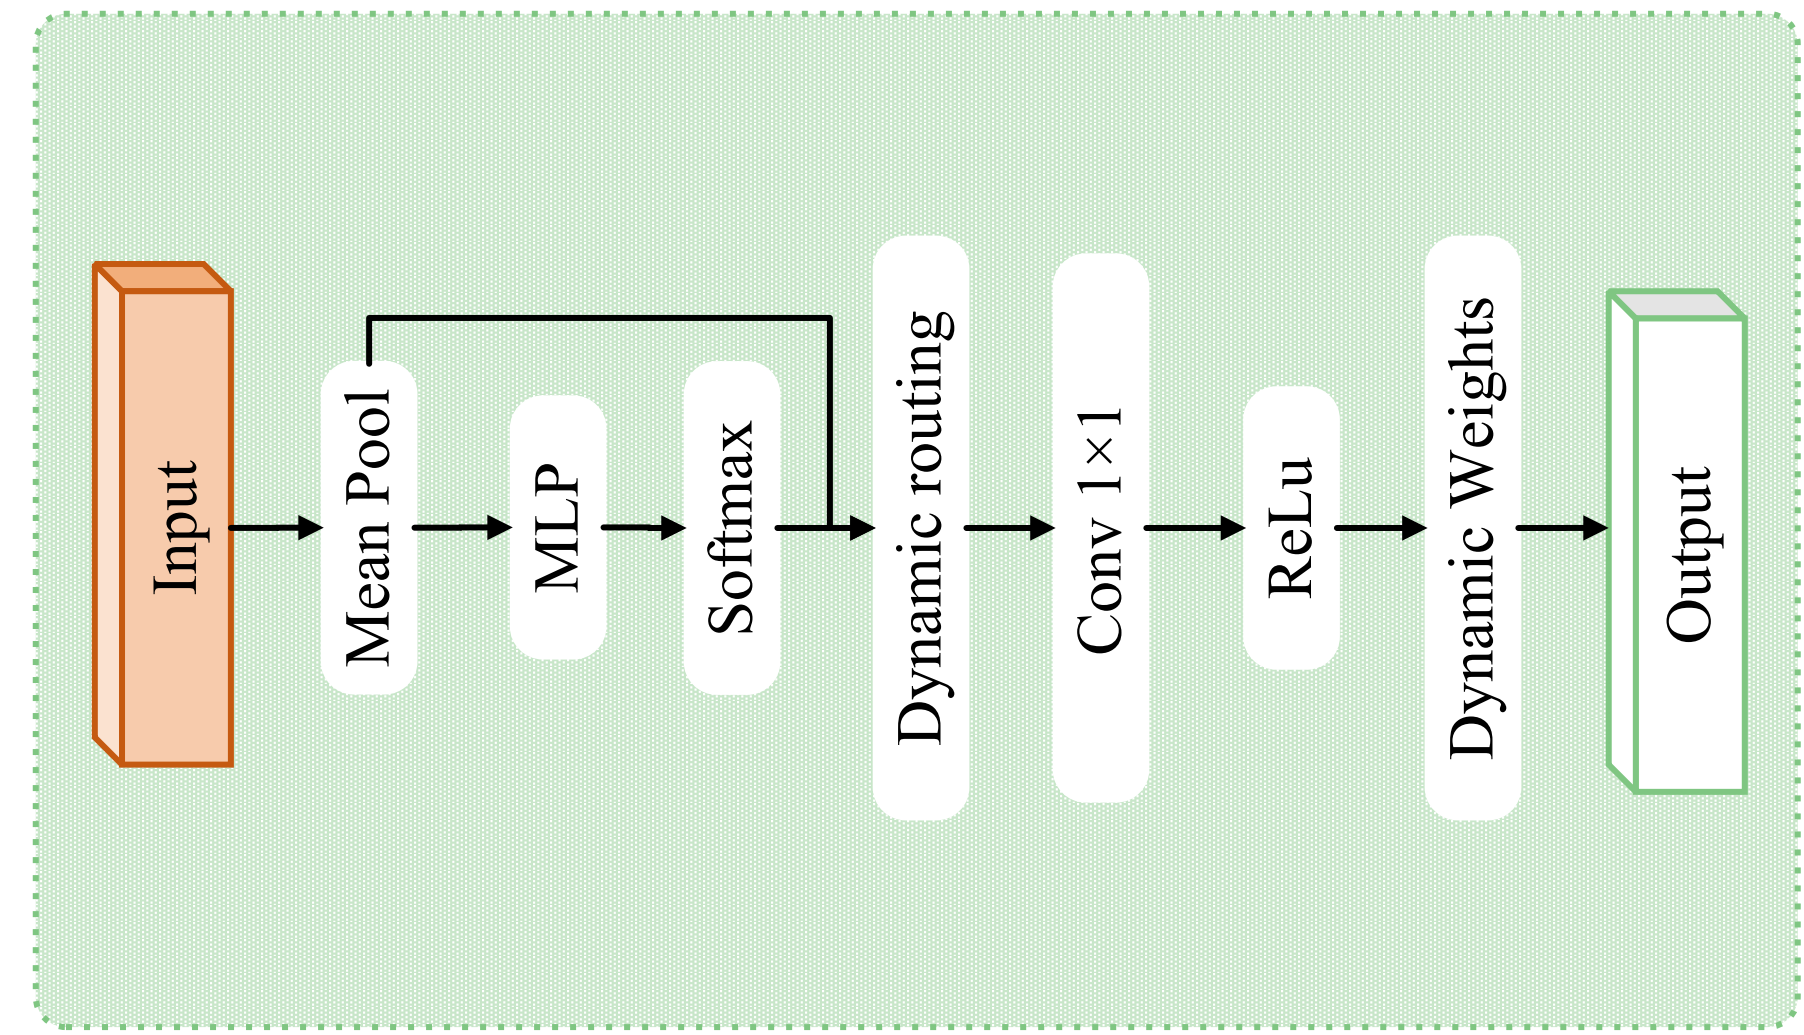 Input
Mean Pool
MLP
Softmax
Dynamic routing
Conv 1×1
ReLu
Dynamic Weights
Output